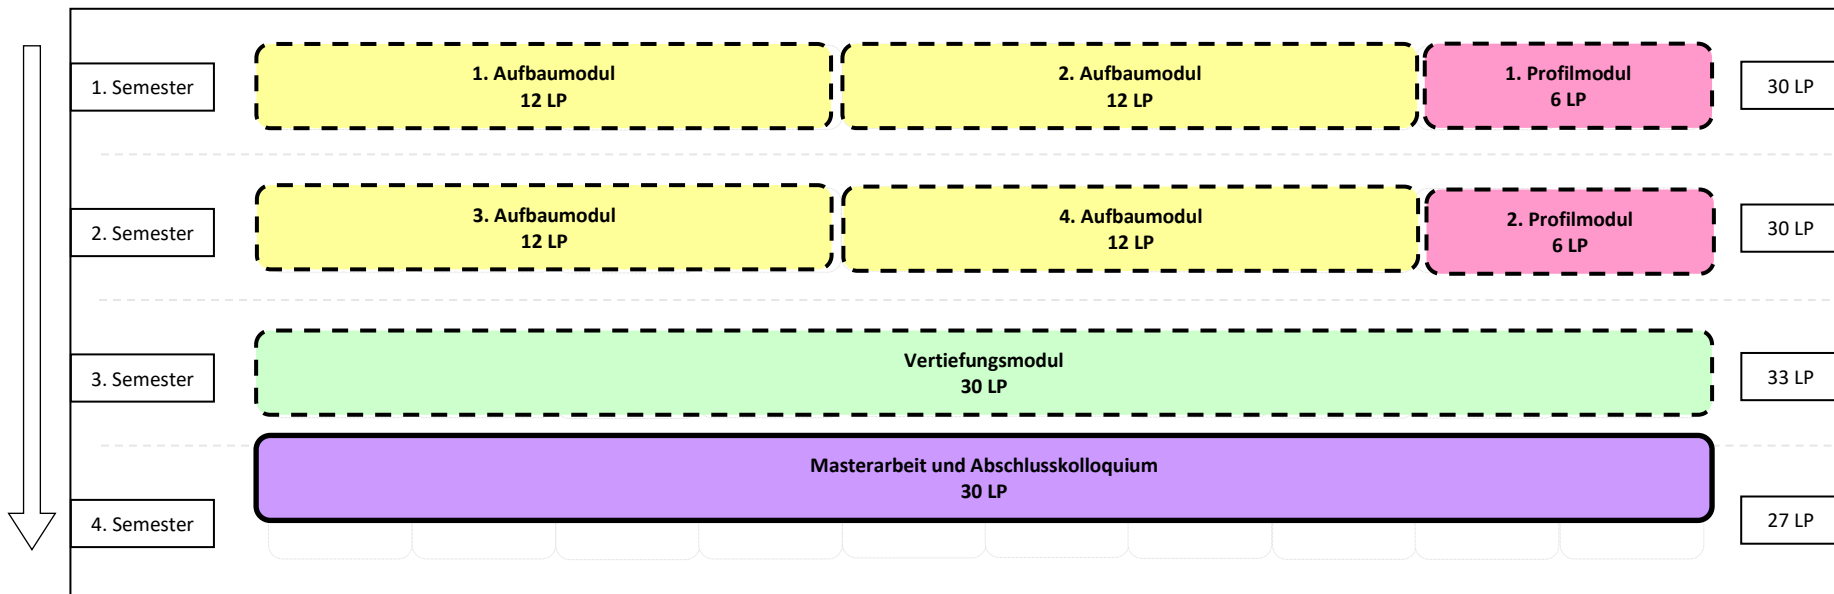 1. Semester
1. Aufbaumodul
12 LP
2. Aufbaumodul
12 LP
1. Profilmodul
6 LP
30 LP
2. Semester
3. Aufbaumodul
12 LP
4. Aufbaumodul
12 LP
2. Profilmodul
6 LP
30 LP
3. Semester
Vertiefungsmodul
30 LP
33 LP
4. Semester
Masterarbeit und Abschlusskolloquium
30 LP
27 LP